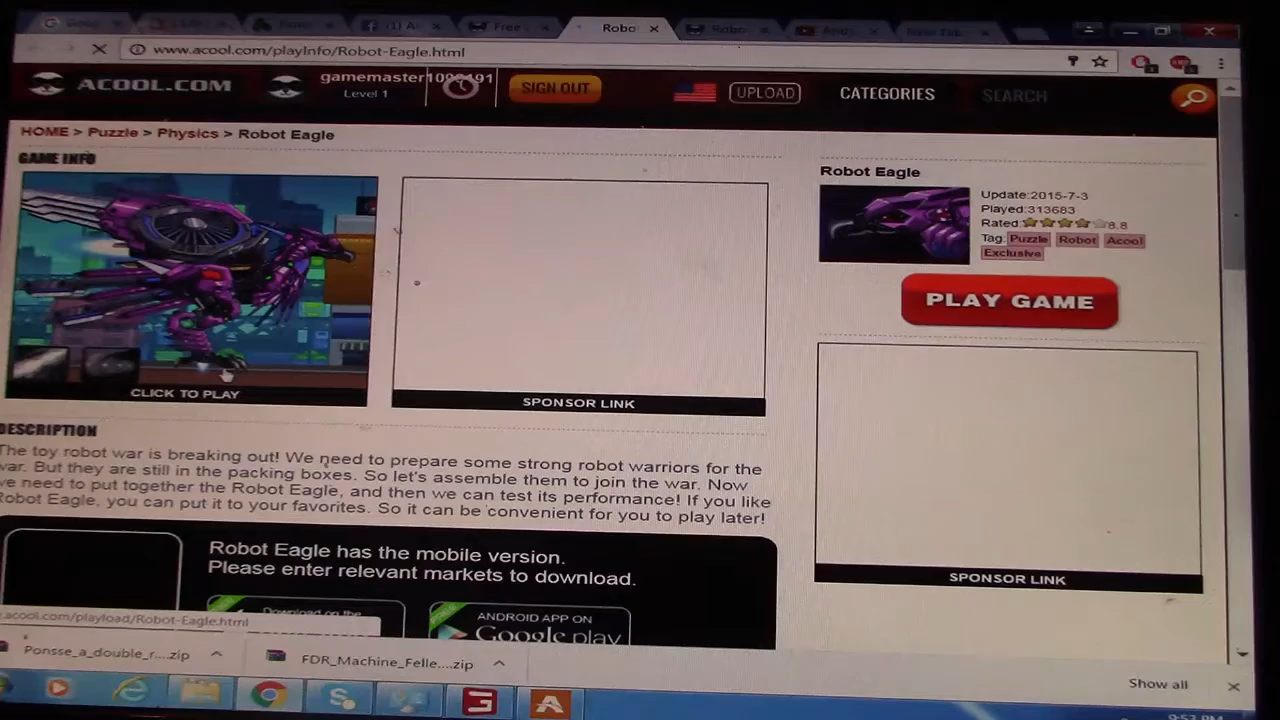 Robo
www.acool.com/playInfo/Robot-Eagle.html
ACOOL.COM
gamemaster1098191
Level 1
SIGN OUT
UPLOAD
CATEGORIES
SEARCH
HOME > Puzzle > Physics > Robot Eagle
GAME INFO
CLICK TO PLAY
SPONSOR LINK
Robot Eagle
Update:2015-7-3
Played:313683
Rated: 8.8
Tag: Puzzle Robot Acool
Exclusive
PLAY GAME
SPONSOR LINK
DESCRIPTION
The toy robot war is breaking out! We need to prepare some strong robot warriors for the
war. But they are still in the packing boxes. So let's assemble them to join the war. Now
we need to put together the Robot Eagle, and then we can test its performance! If you like
Robot Eagle, you can put it to your favorites. So it can be convenient for you to play later!
Robot Eagle has the mobile version.
Please enter relevant markets to download.
Download on the
ANDROID APP ON
Google play
acool.com/playload/Robot-Eagle.html
Ponsse_a_double_r....zip
FDR_Machine_Felle....zip
Show all